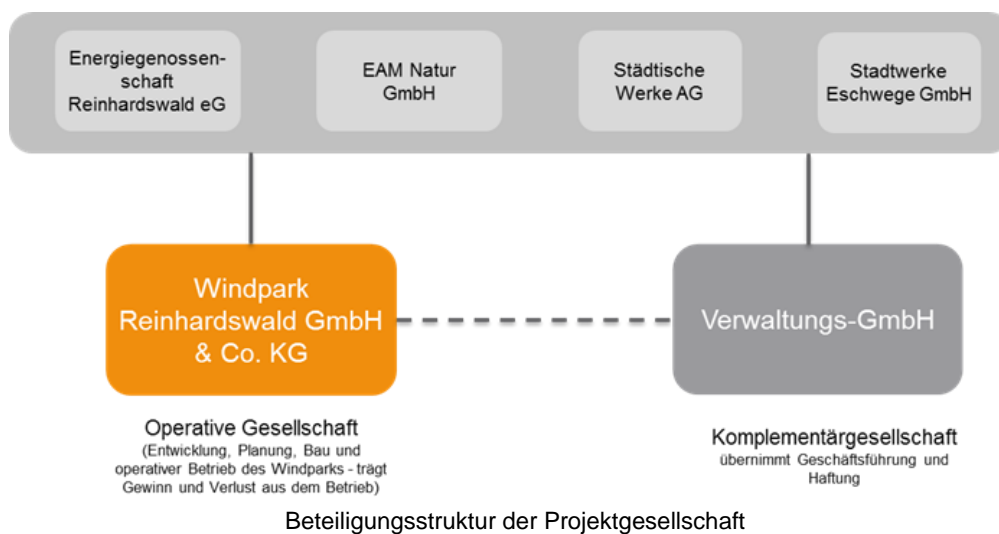 Energiegenossen-
schaft
Reinhardswald eG
EAM Natur
GmbH
Städtische
Werke AG
Stadtwerke
Eschwege GmbH
Windpark
Reinhardswald GmbH
& Co. KG
Verwaltungs-GmbH
Operative Gesellschaft
(Entwicklung, Planung, Bau und
operativer Betrieb des Windparks - trägt
Gewinn und Verlust aus dem Betrieb)
Komplementärgesellschaft
übernimmt Geschäftsführung und
Haftung
Beteiligungsstruktur der Projektgesellschaft